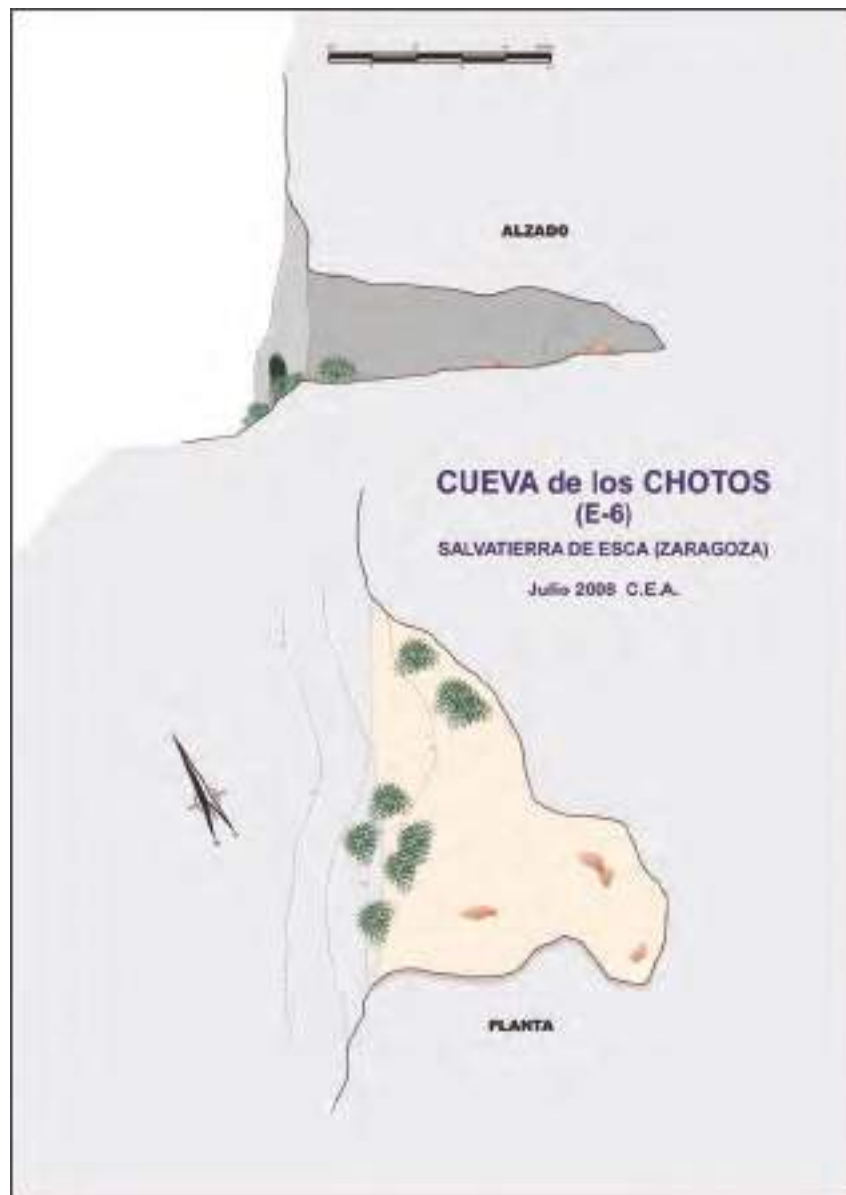 ALZADO
CUEVA de los CHOTOS
(E-6)
SALVATIERRA DE ESCA (ZARAGOZA)
Julio 2008 C.E.A.
PLANTA